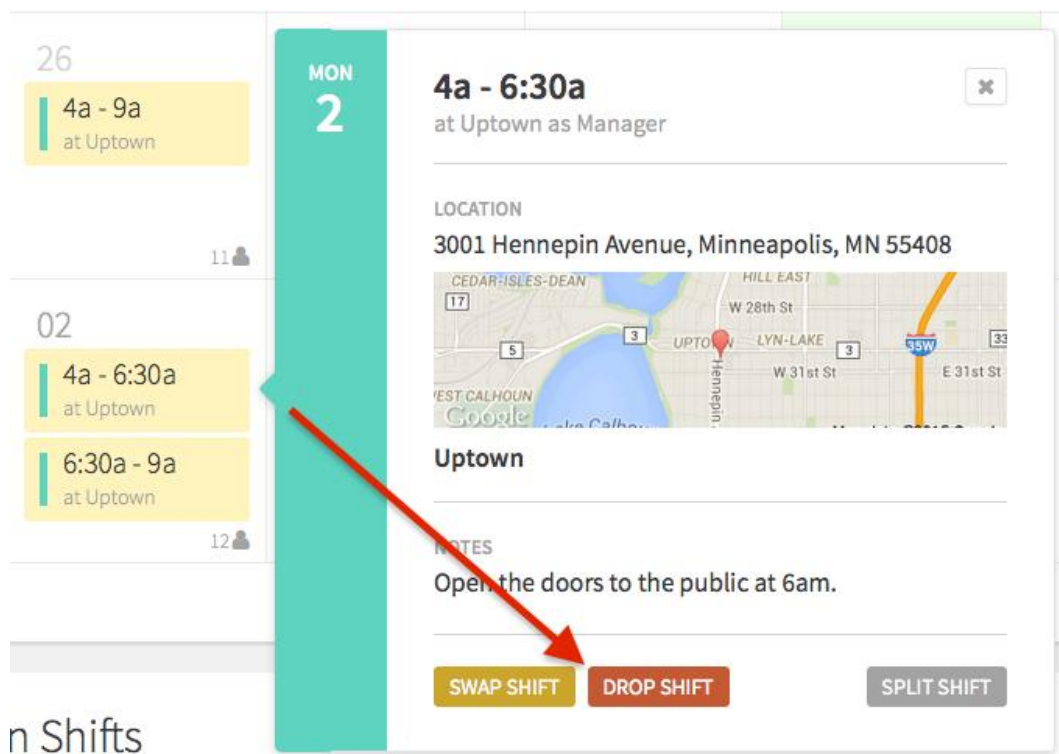 26
4a - 9a
at Uptown
11
02
4a - 6:30a
at Uptown
6:30a - 9a
at Uptown
12
n Shifts
MON
2
4a - 6:30a
at Uptown as Manager
LOCATION
3001 Hennepin Avenue, Minneapolis, MN 55408
CEDAR-ISLES-DEAN
HILL EAST
17
W 28th St
3
UPTOWN
LYN-LAKE
3
35W
33
5
W 31st St
E 31st St
Hennepin
EST CALHOUN
Google
Uptown
NOTES
Open the doors to the public at 6am.
SWAP SHIFT
DROP SHIFT
SPLIT SHIFT